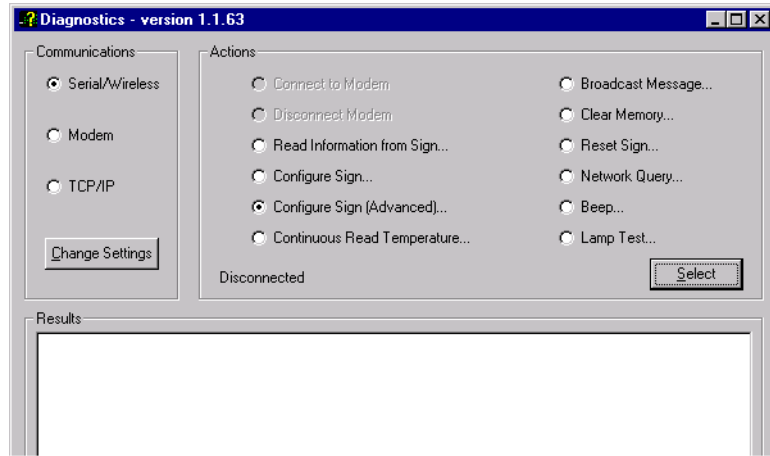 Diagnostics - version 1.1.63
Communications
Serial/Wireless
Modem
TCP/IP
Change Settings
Actions
Connect to Modem
Disconnect Modem
Read Information from Sign...
Configure Sign...
Configure Sign (Advanced)...
Continuous Read Temperature...
Broadcast Message...
Clear Memory...
Reset Sign...
Network Query...
Beep...
Lamp Test...
Disconnected
Select
Results